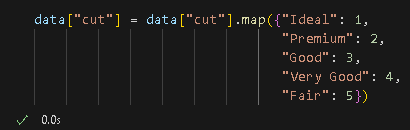 data["cut"] = data["cut"].map({"Ideal": 1,
"Premium": 2,
"Good": 3,
"Very Good": 4,
"Fair": 5})
✓ 0.0s